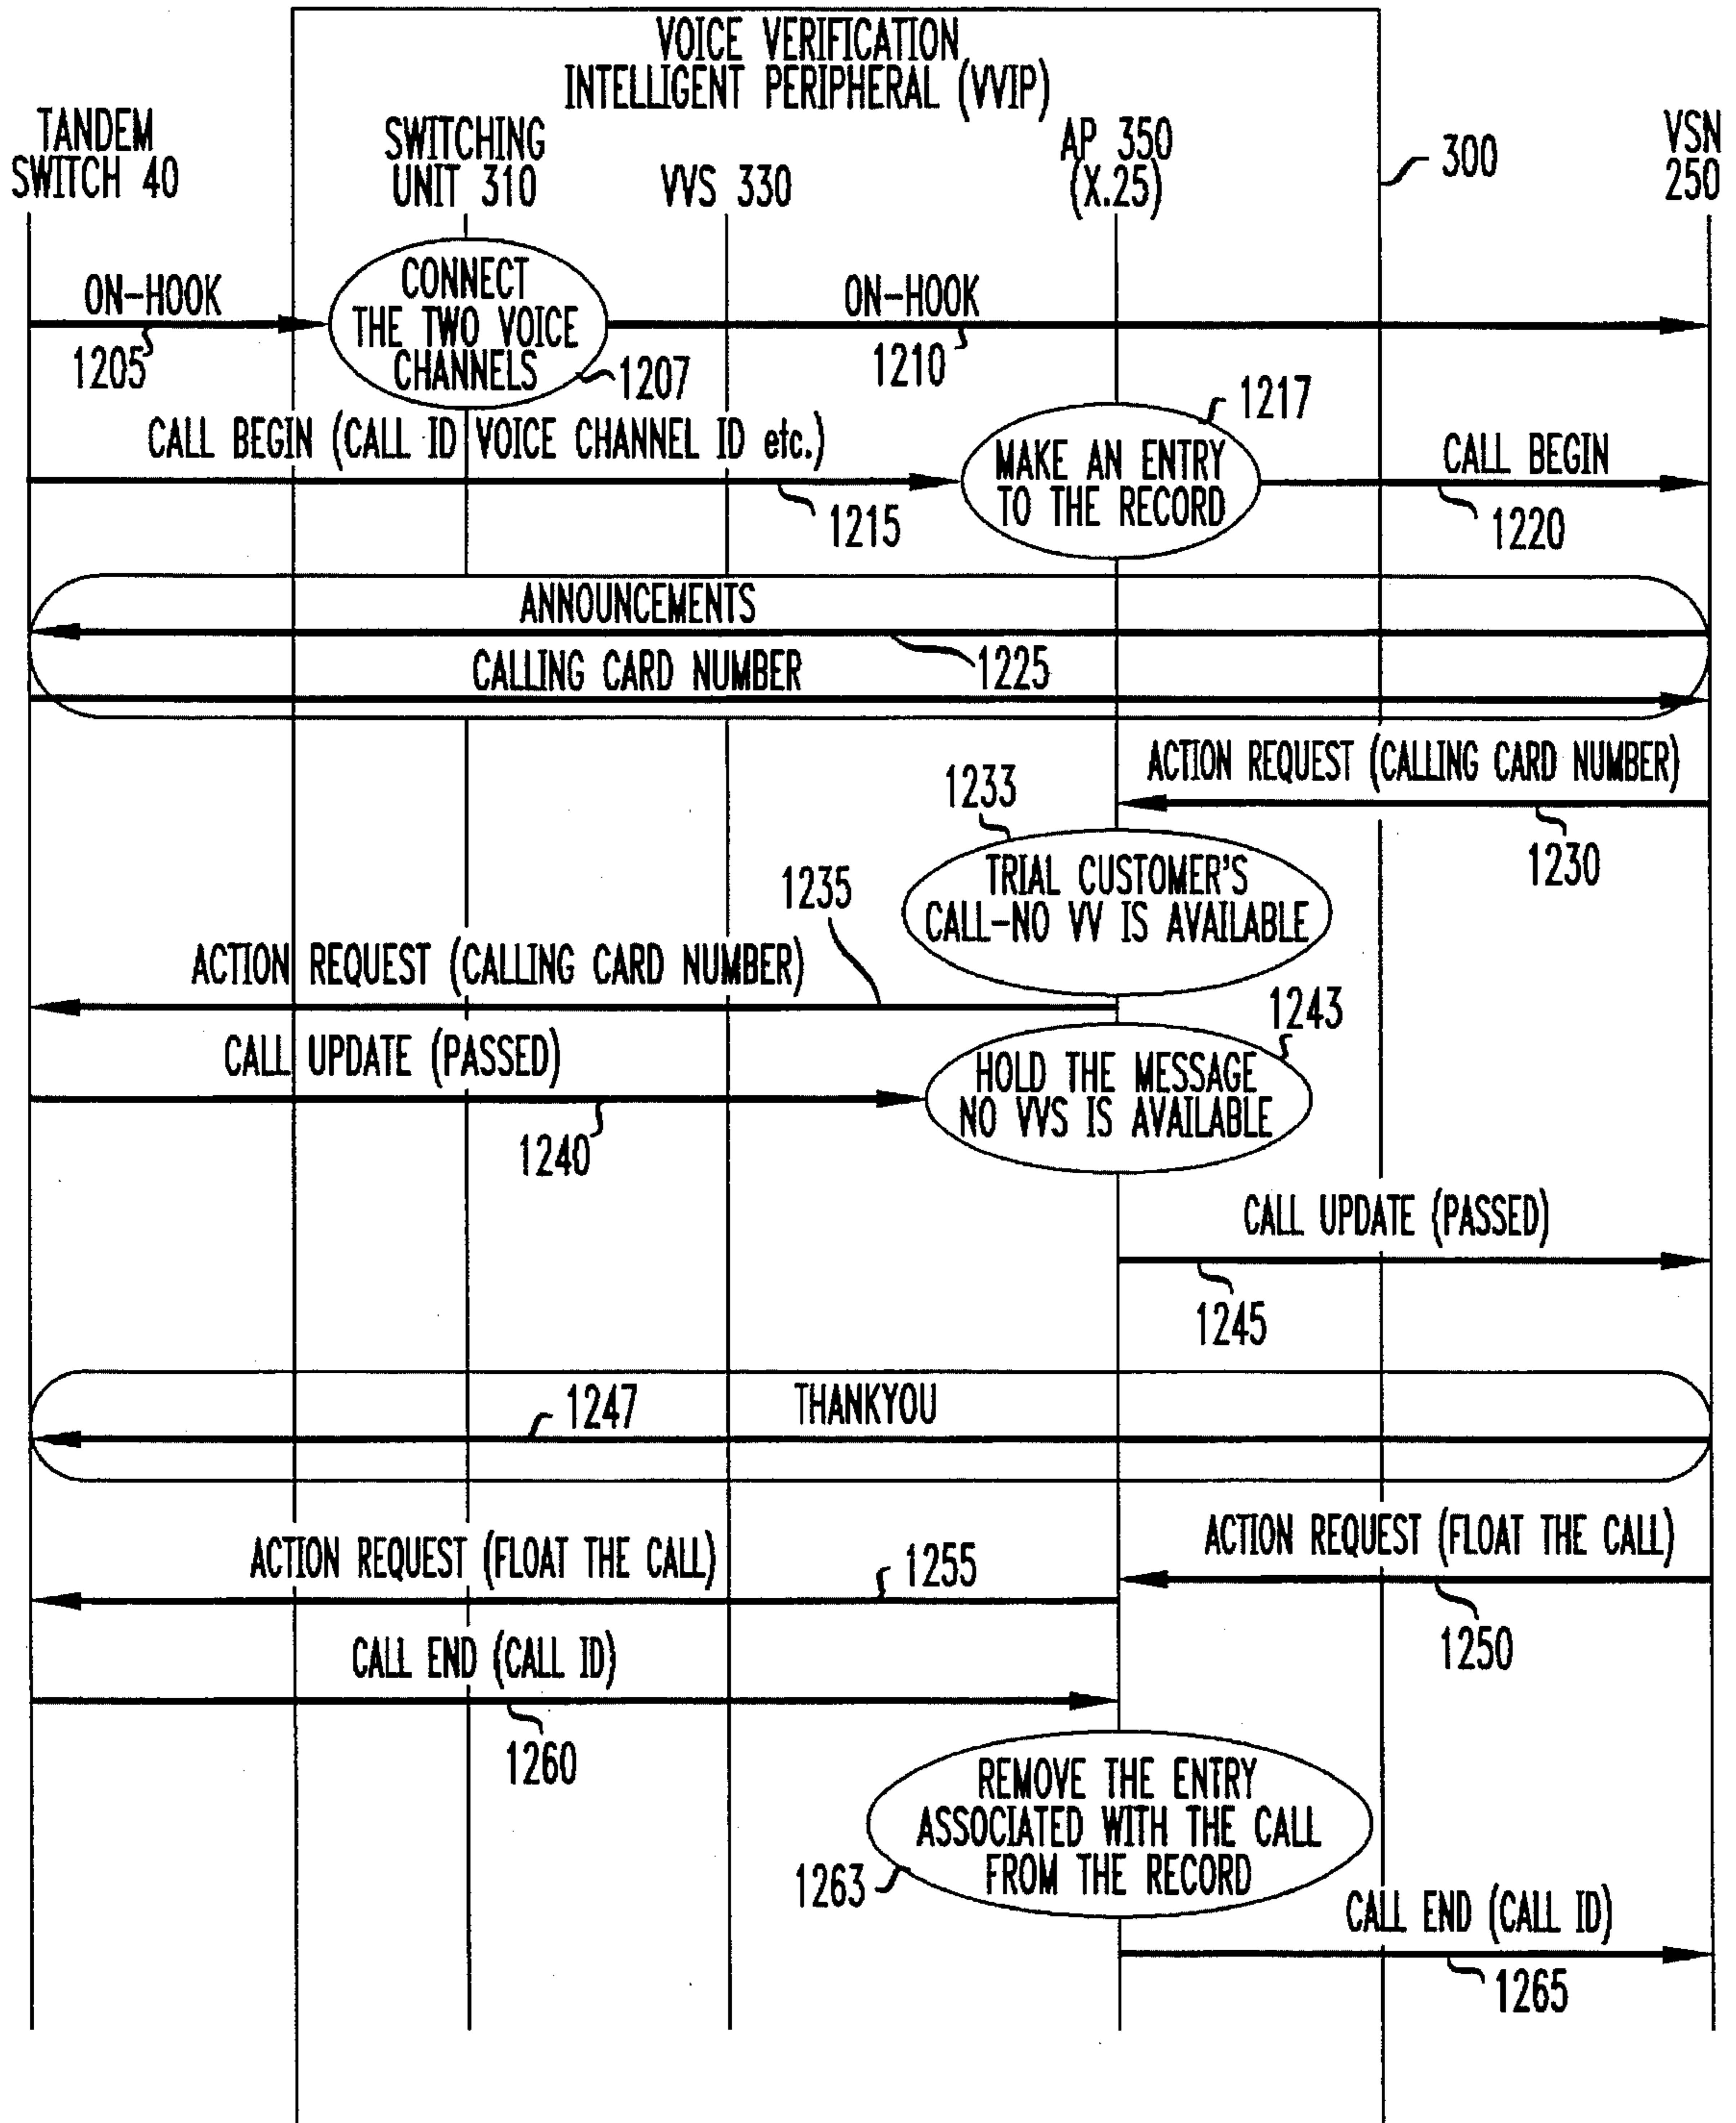 VOICE VERIFICATION
INTELLIGENT PERIPHERAL (VVIP)
TANDEM
SWITCH 40
SWITCHING
UNIT 310
VVS 330
AP 350
(X.25)
300
VSN
250
ON-HOOK
1205
CONNECT
THE TWO VOICE
CHANNELS
1207
ON-HOOK
1210
CALL BEGIN (CALL ID VOICE CHANNEL ID etc.)
1215
1217
MAKE AN ENTRY
TO THE RECORD
CALL BEGIN
1220
ANNOUNCEMENTS
1225
CALLING CARD NUMBER
ACTION REQUEST (CALLING CARD NUMBER)
1230
1233
TRIAL CUSTOMER'S
CALL-NO VV IS AVAILABLE
1235
ACTION REQUEST (CALLING CARD NUMBER)
CALL UPDATE (PASSED)
1240
1243
HOLD THE MESSAGE
NO VVS IS AVAILABLE
CALL UPDATE (PASSED)
1245
1247
THANKYOU
ACTION REQUEST (FLOAT THE CALL)
1250
ACTION REQUEST (FLOAT THE CALL)
1255
CALL END (CALL ID)
1260
REMOVE THE ENTRY
ASSOCIATED WITH THE CALL
FROM THE RECORD
1263
CALL END (CALL ID)
1265